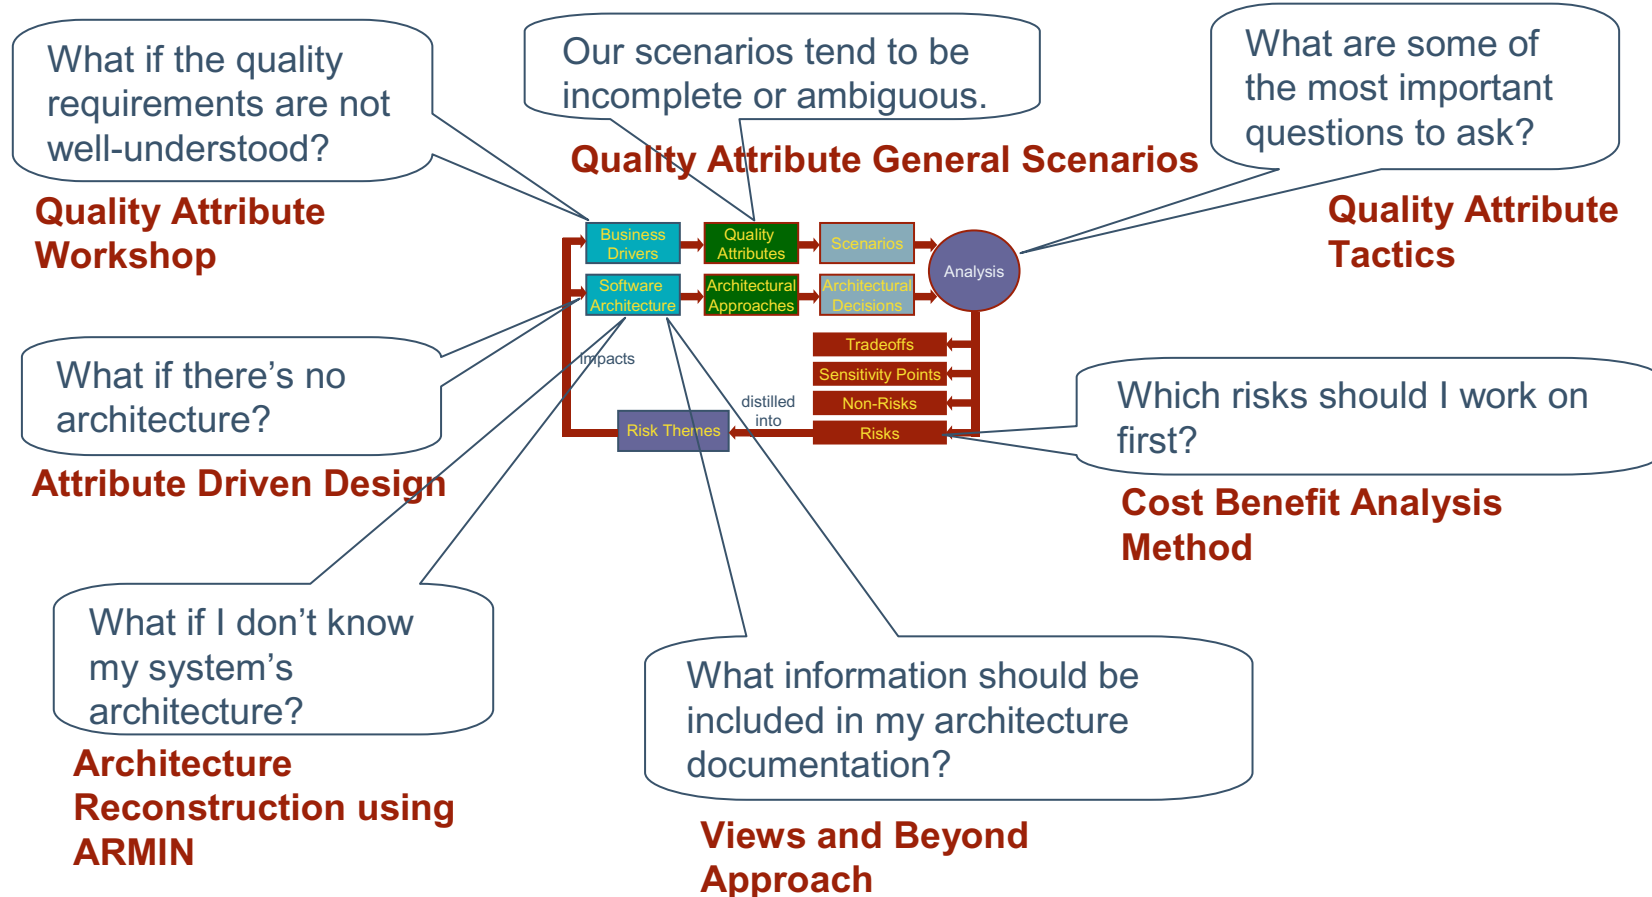 What if the quality
requirements are not
well-understood?
Quality Attribute
Workshop
Our scenarios tend to be
incomplete or ambiguous.
Quality Attribute General Scenarios
What are some of
the most important
questions to ask?
Quality Attribute
Tactics
Business
Drivers
Quality
Attributes
Scenarios
Analysis
Software
Architecture
Architectural
Approaches
Architectural
Decisions
impacts
Tradeoffs
Sensitivity Points
Non-Risks
Risks
distilled
into
Risk Themes
What if there’s no
architecture?
Attribute Driven Design
Which risks should I work on
first?
Cost Benefit Analysis
Method
What if I don’t know
my system’s
architecture?
Architecture
Reconstruction using
ARMIN
What information should be
included in my architecture
documentation?
Views and Beyond
Approach